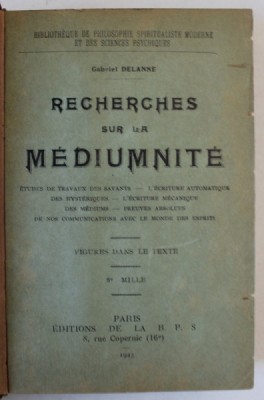 BIBLIOTHÈQUE DE PHILOSOPHIE SPIRITUALISTE MODERNE
ET DES SCIENCES PSYCHIQUES
Gabriel DELANNE
RECHERCHES
SUR LA
MÉDIUMNITÉ
ÉTUDES DE TRAVAUX DES SAVANTS — L'ÉCRITURE AUTOMATIQUE
DES HYSTÉRIQUES — L'ÉCRITURE MÉCANIQUE
DES MÉDIUMS — PREUVES ABSOLUES
DE NOS COMMUNICATIONS AVEC LE MONDE DES ESPRITS
FIGURES DANS LE TEXTE
MILLE
PARIS
ÉDITIONS DE LA B. P. S
8, rue Copernic (16e)